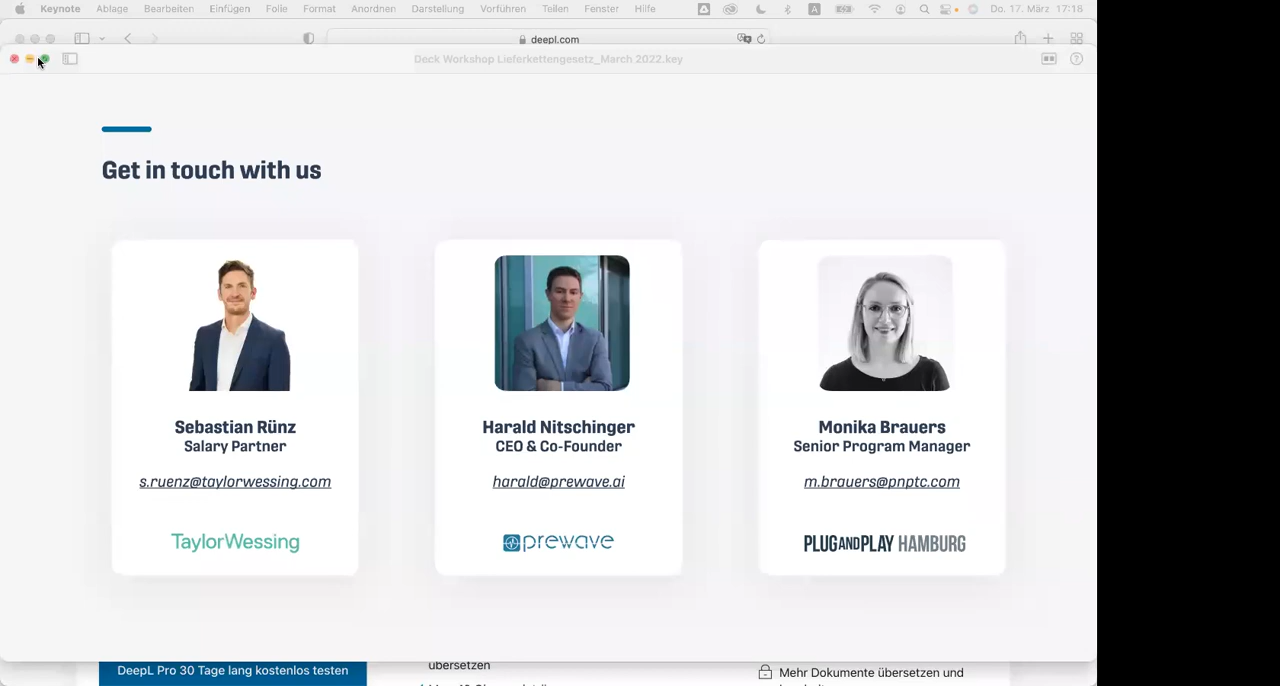 Keynote Ablage Bearbeiten Einfügen Folie Format Anordnen Darstellung Vorführen Teilen Fenster Hilfe A Do. 17. März 17:18
deepl.com
Deck Workshop Lieferkettengesetz_March 2022.key
Get in touch with us
Sebastian Rünz
Salary Partner
s.ruenz@taylorwessing.com
TaylorWessing
Harald Nitschinger
CEO & Co-Founder
harald@prewave.ai
prewave
Monika Brauers
Senior Program Manager
m.brauers@pnptc.com
PLUGANDPLAY HAMBURG
DeepL Pro 30 Tage lang kostenlos testen
übersetzen
Mehr Dokumente übersetzen und